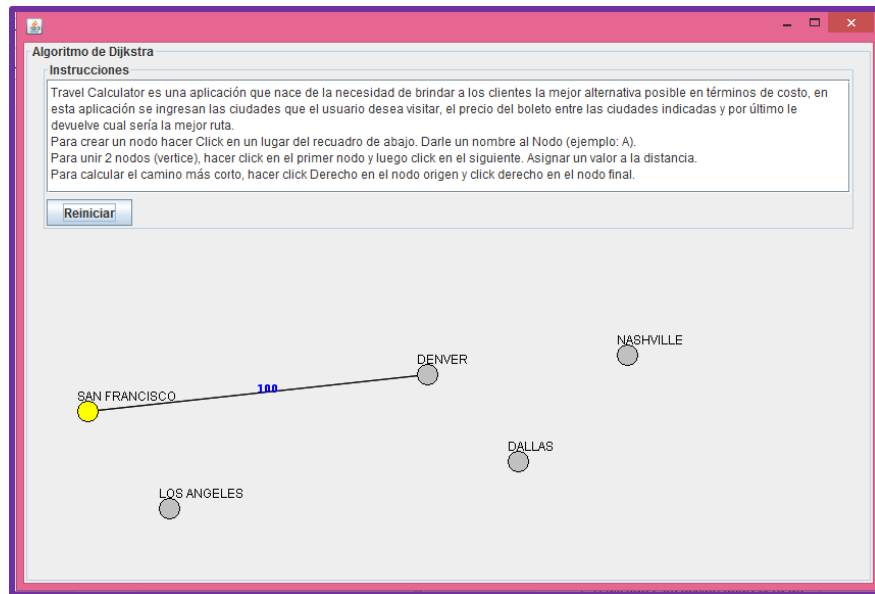 Algoritmo de Dijkstra
Instrucciones
Travel Calculator es una aplicación que nace de la necesidad de brindar a los clientes la mejor alternativa posible en términos de costo, en
esta aplicación se ingresan las ciudades que el usuario desea visitar, el precio del boleto entre las ciudades indicadas y por último le
devuelve cual sería la mejor ruta.
Para crear un nodo hacer Click en un lugar del recuadro de abajo. Darle un nombre al Nodo (ejemplo: A).
Para unir 2 nodos (vertice), hacer click en el primer nodo y luego click en el siguiente. Asignar un valor a la distancia.
Para calcular el camino más corto, hacer click Derecho en el nodo origen y click derecho en el nodo final.
Reiniciar
NASHVILLE
DENVER
100
SAN FRANCISCO
DALLAS
LOS ANGELES